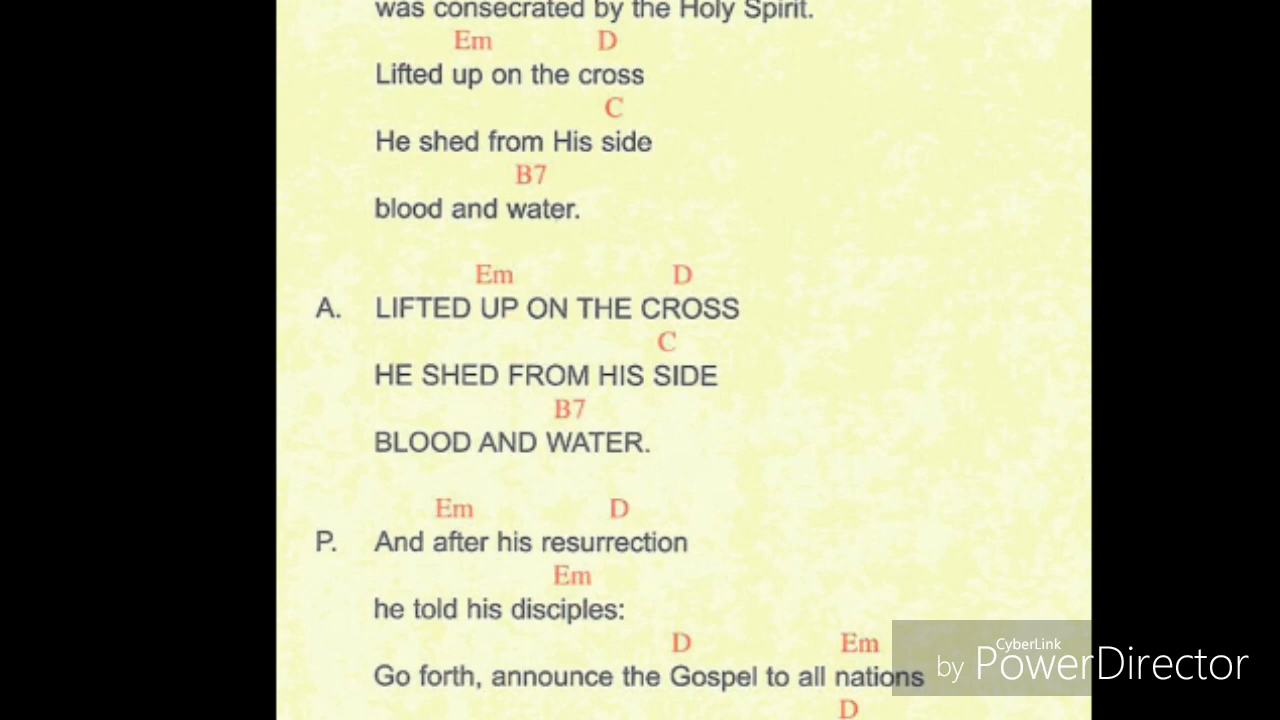 was consecrated by the Holy Spirit.
Em D
Lifted up on the cross
C
He shed from His side
B7
blood and water.
Em D
A. LIFTED UP ON THE CROSS
C
HE SHED FROM HIS SIDE
B7
BLOOD AND WATER.
Em D
P. And after his resurrection
Em
he told his disciples:
D Em
Go forth, announce the Gospel to all nations
D
CyberLink
by PowerDirector